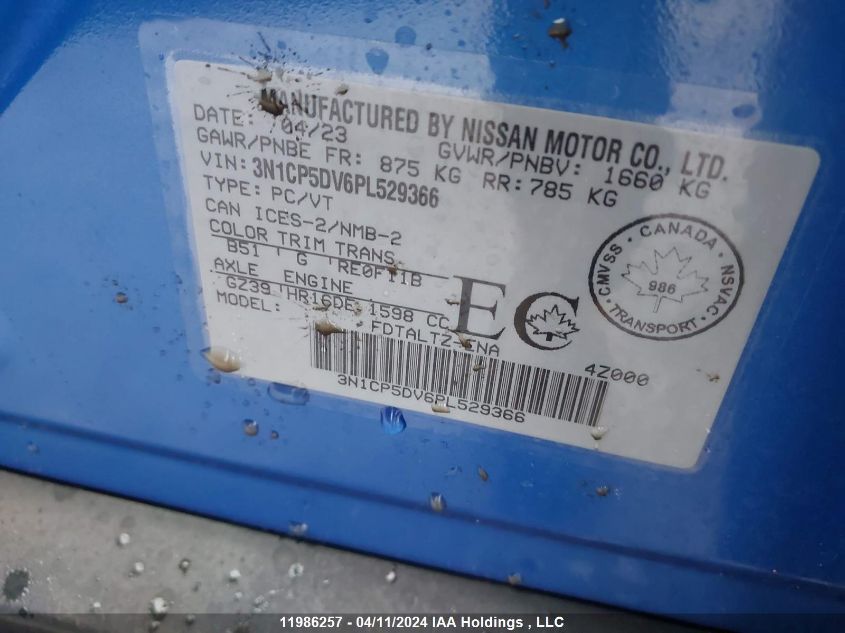 MANUFACTURED BY NISSAN MOTOR CO., LTD.
DATE: 04/23 GVWR/PNBV: 1660 KG
GAWR/PNBE FR: 875 KG RR: 785 KG
VIN: 3N1CP5DV6PL529366
TYPE: PC/VT
CAN ICES-2/NMB-2
COLOR TRIM TRANS
B51 G RE0F11B
AXLE ENGINE
GZ39 HR16DE 1598 CC
MODEL: FDTALTZ-ENA
EC
CANADA
CMVSS NSVAC
986
TRANSPORT
4Z000
3N1CP5DV6PL529366
11986257 - 04/11/2024 IAA Holdings , LLC